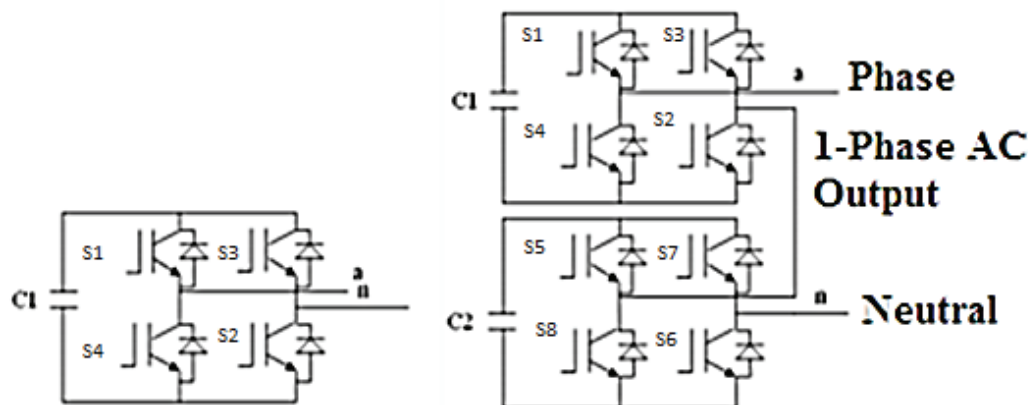 S1 S3
a
n
C1
S4 S2
S1 S3
a Phase
C1
S4 S2
1-Phase AC
Output
S5 S7
n Neutral
C2
S8 S6